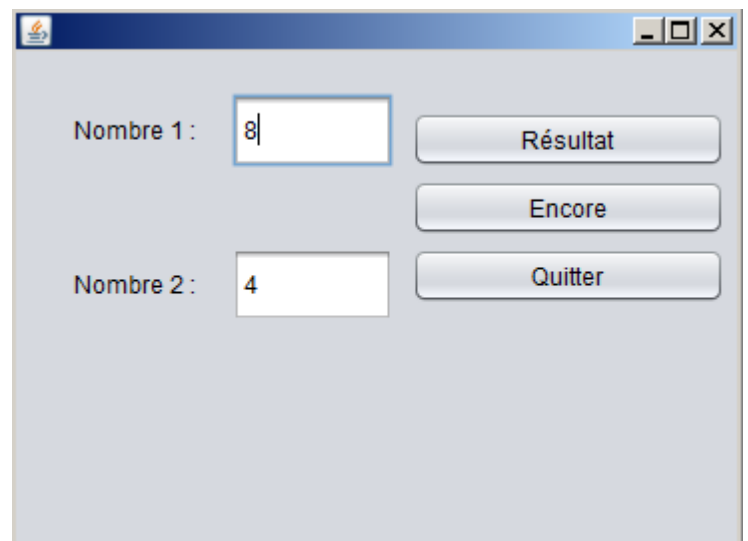 Nombre 1 :
8
Résultat
Encore
Nombre 2 :
4
Quitter